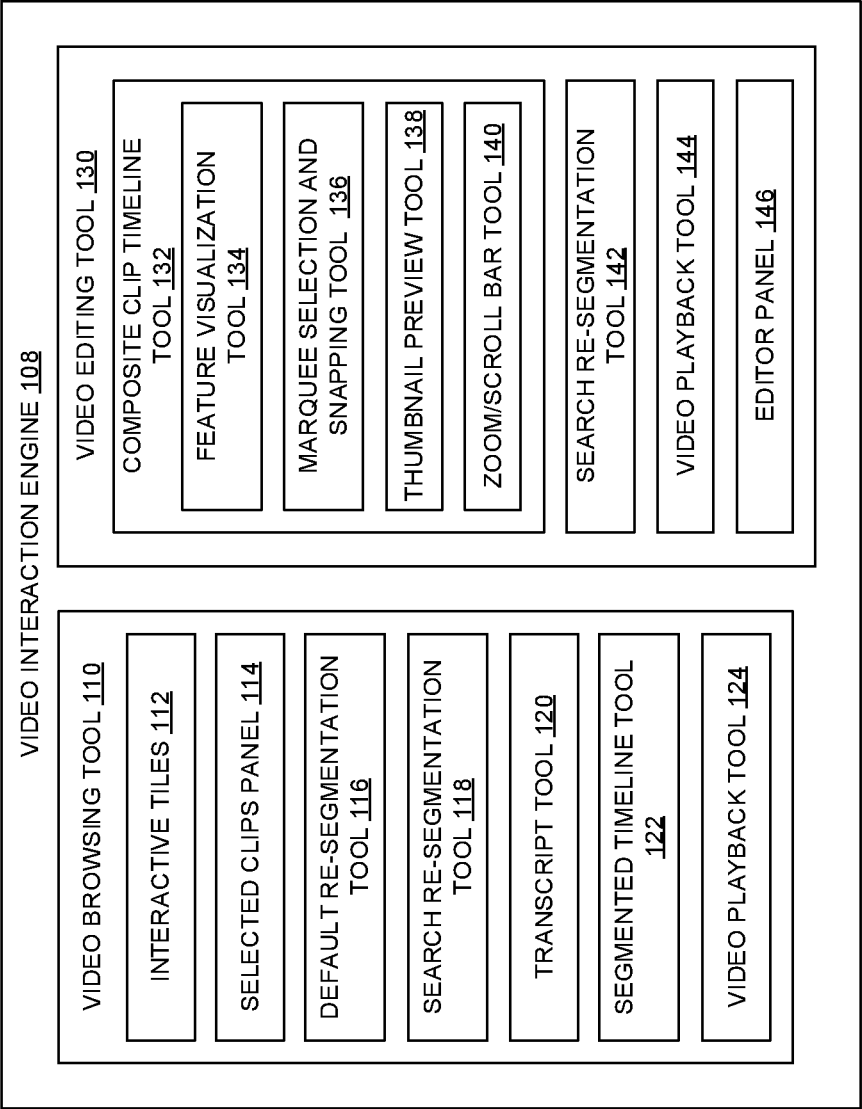 VIDEO INTERACTION ENGINE 108
VIDEO BROWSING TOOL 110
INTERACTIVE TILES 112
SELECTED CLIPS PANEL 114
DEFAULT RE-SEGMENTATION
TOOL 116
SEARCH RE-SEGMENTATION
TOOL 118
TRANSCRIPT TOOL 120
SEGMENTED TIMELINE TOOL
122
VIDEO PLAYBACK TOOL 124
VIDEO EDITING TOOL 130
COMPOSITE CLIP TIMELINE
TOOL 132
FEATURE VISUALIZATION
TOOL 134
MARQUEE SELECTION AND
SNAPPING TOOL 136
THUMBNAIL PREVIEW TOOL 138
ZOOM/SCROLL BAR TOOL 140
SEARCH RE-SEGMENTATION
TOOL 142
VIDEO PLAYBACK TOOL 144
EDITOR PANEL 146